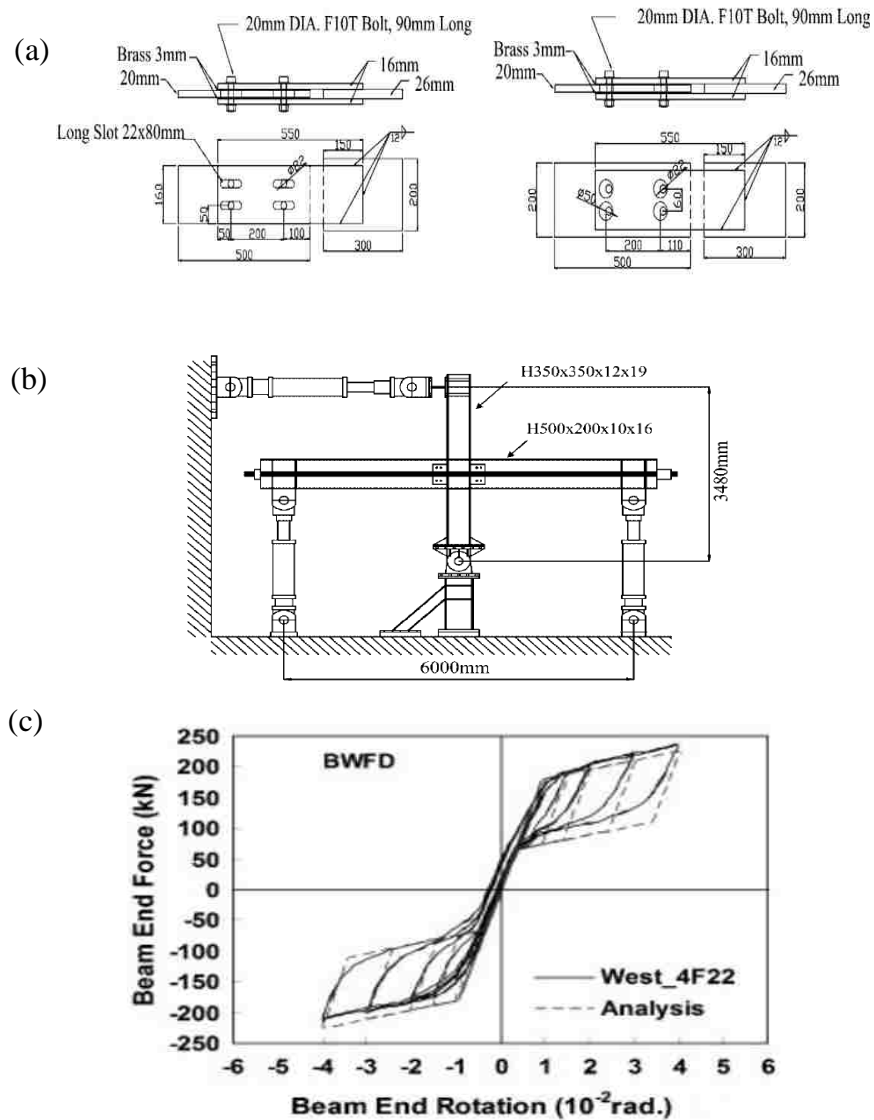 (a)
20mm DIA. F10T Bolt, 90mm Long
Brass 3mm
20mm
16mm
26mm
Long Slot 22x80mm
550
150
12
Ø22
160
50
200
50
200
100
300
500
20mm DIA. F10T Bolt, 90mm Long
Brass 3mm
20mm
16mm
26mm
550
150
12
Ø22
Ø50
60
200
200
200
110
300
500
(b)
H350x350x12x19
H500x200x10x16
3480mm
6000mm
(c)
BWFD
250
200
150
100
50
0
-50
-100
-150
-200
-250
Beam End Force (kN)
West_4F22
Analysis
-6 -5 -4 -3 -2 -1 0 1 2 3 4 5 6
Beam End Rotation (10⁻²rad.)